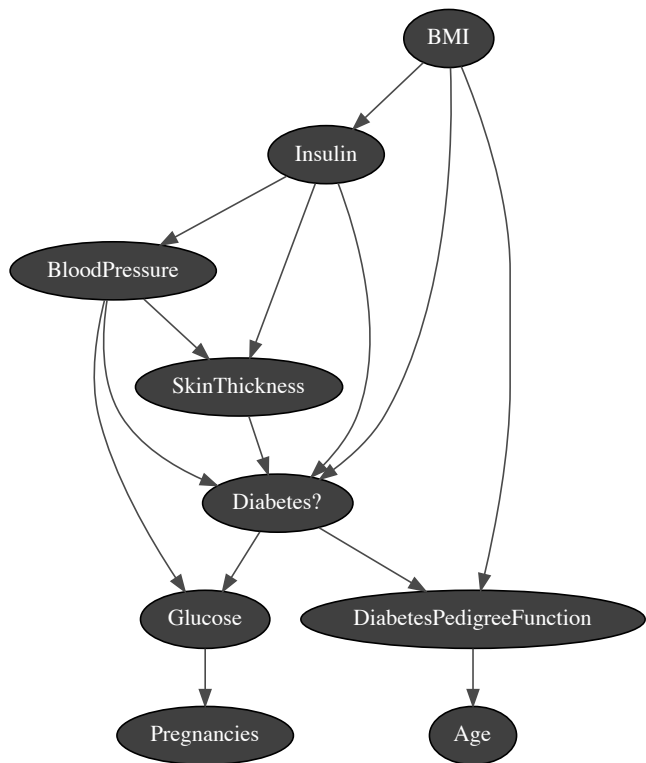 BMI
Insulin
BloodPressure
SkinThickness
Diabetes?
Glucose
DiabetesPedigreeFunction
Pregnancies
Age